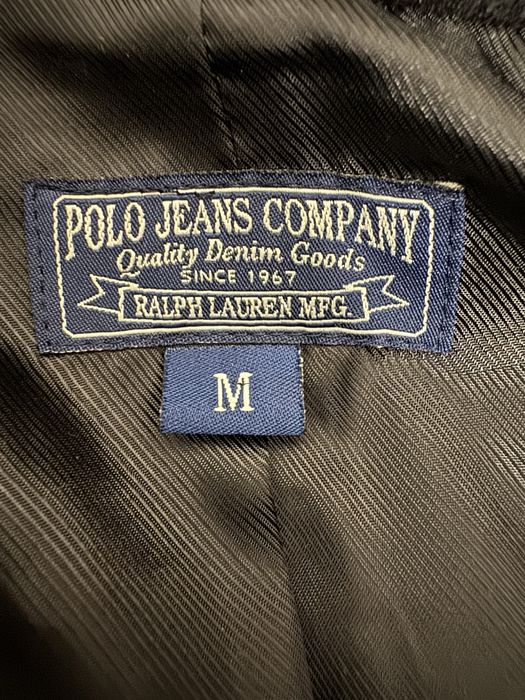 POLO JEANS COMPANY
Quality Denim Goods
SINCE 1967
RALPH LAUREN MFG.
M